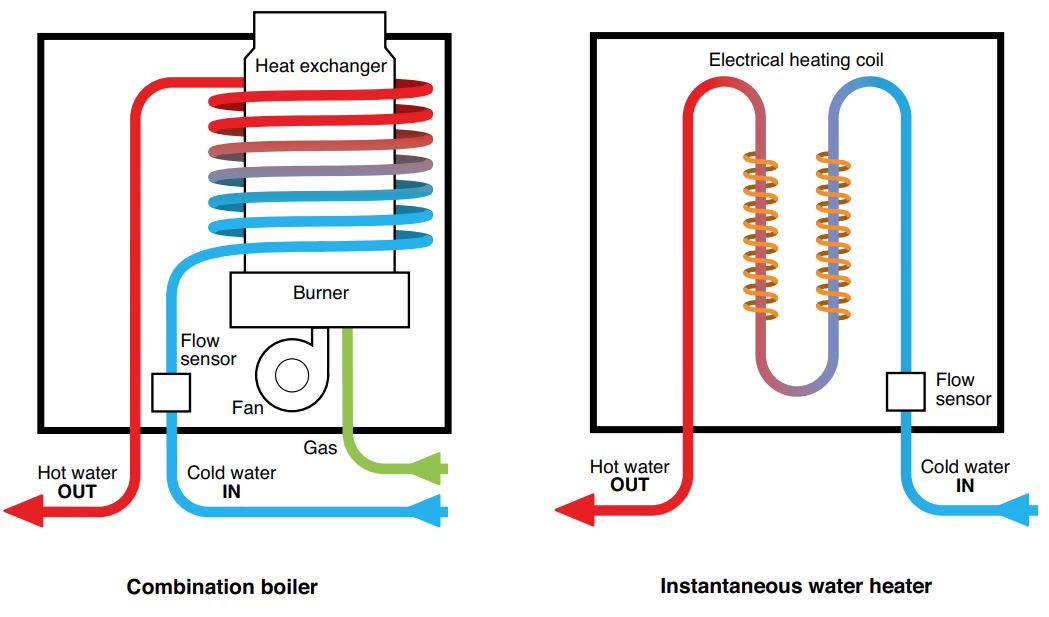 Heat exchanger
Burner
Flow
sensor
Fan
Gas
Hot water
OUT
Cold water
IN
Combination boiler
Electrical heating coil
Flow
sensor
Hot water
OUT
Cold water
IN
Instantaneous water heater